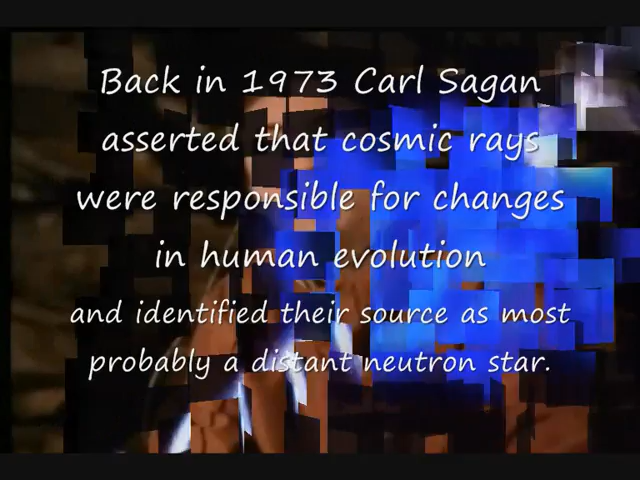 Back in 1973 Carl Sagan
asserted that cosmic rays
were responsible for changes
in human evolution
and identified their source as most
probably a distant neutron star.